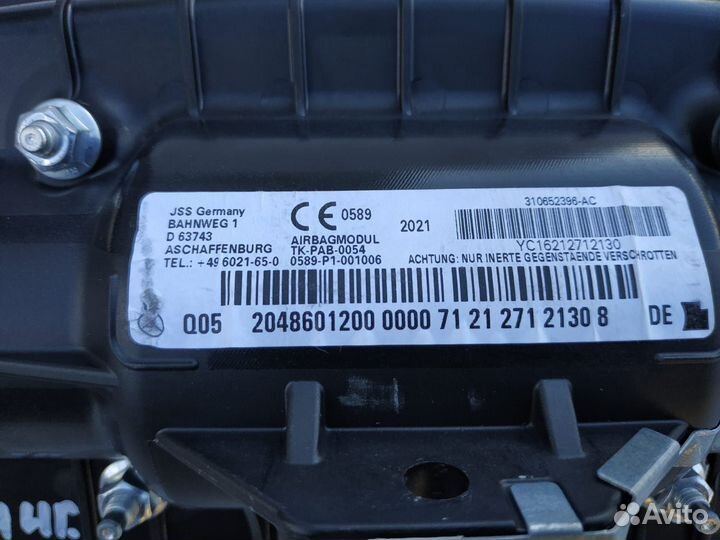 JSS Germany
BAHNWEG 1
D 63743
ASCHAFFENBURG
TEL.: +49 6021-65-0
CE 0589
AIRBAGMODUL
TK-PAB-0054
0589-P1-001006
2021
310652396-AC
YC16212712130
ACHTUNG: NUR INERTE GEGENSTAENDE VERSCHROTTEN
Q05 2048601200 0000 71 21 271 2130 8 DE
Avito